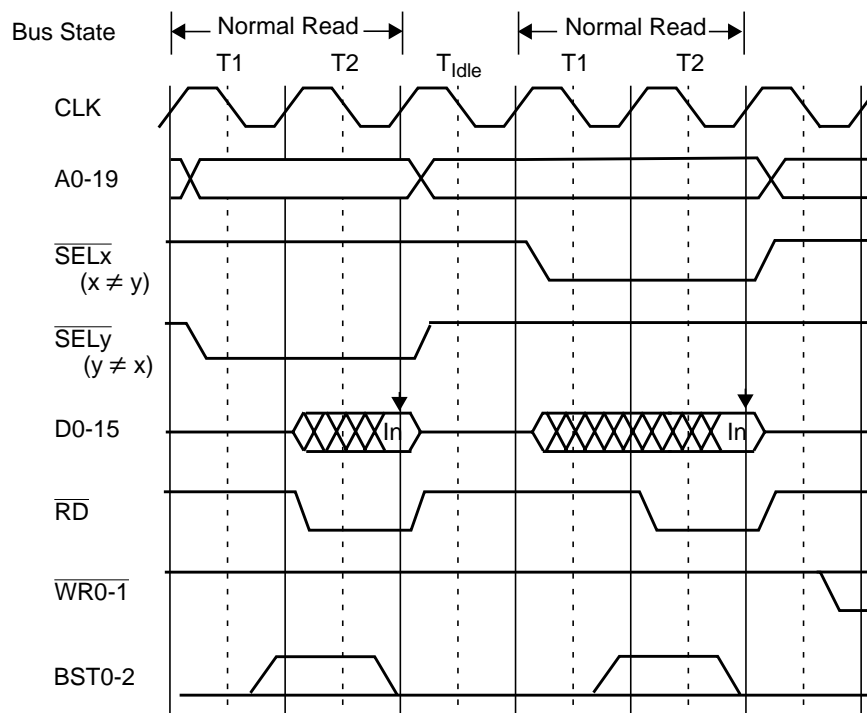 Bus State
Normal Read
Normal Read
T1
T2
TIdle
T1
T2
CLK
A0-19
SELx
(x ≠ y)
SELy
(y ≠ x)
D0-15
In
In
RD
WR0-1
BST0-2